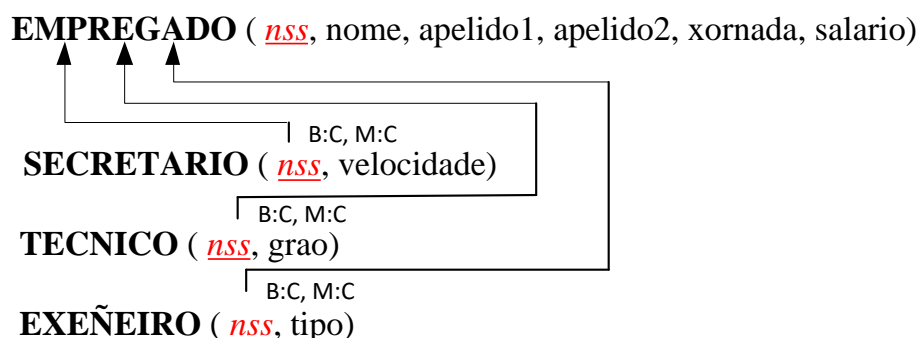 EMPREGADO ( nss, nome, apelido1, apelido2, xornada, salario)
B:C, M:C
SECRETARIO ( nss, velocidade)
B:C, M:C
TECNICO ( nss, grao)
B:C, M:C
EXEÑEIRO ( nss, tipo)